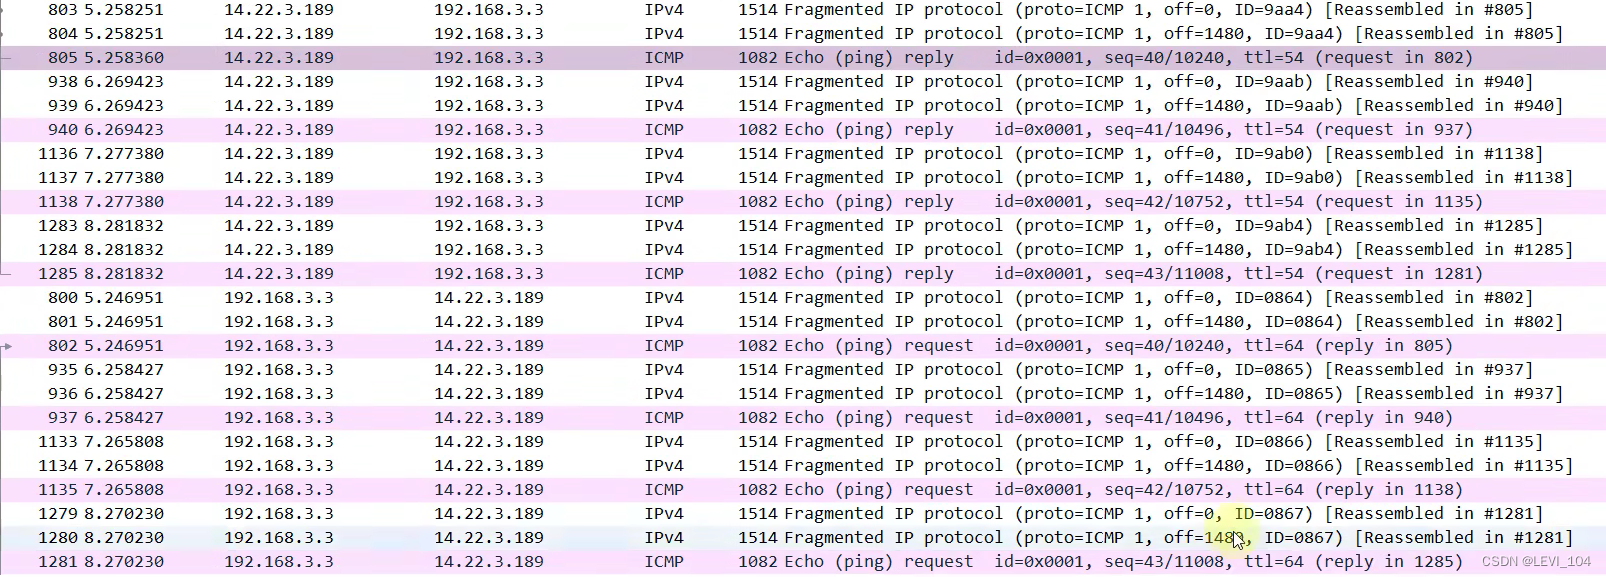 803 5.258251 14.22.3.189 192.168.3.3 IPv4 1514 Fragmented IP protocol (proto=ICMP 1, off=0, ID=9aa4) [Reassembled in #805]
804 5.258251 14.22.3.189 192.168.3.3 IPv4 1514 Fragmented IP protocol (proto=ICMP 1, off=1480, ID=9aa4) [Reassembled in #805]
805 5.258360 14.22.3.189 192.168.3.3 ICMP 1082 Echo (ping) reply id=0x0001, seq=40/10240, ttl=54 (request in 802)
938 6.269423 14.22.3.189 192.168.3.3 IPv4 1514 Fragmented IP protocol (proto=ICMP 1, off=0, ID=9aab) [Reassembled in #940]
939 6.269423 14.22.3.189 192.168.3.3 IPv4 1514 Fragmented IP protocol (proto=ICMP 1, off=1480, ID=9aab) [Reassembled in #940]
940 6.269423 14.22.3.189 192.168.3.3 ICMP 1082 Echo (ping) reply id=0x0001, seq=41/10496, ttl=54 (request in 937)
1136 7.277380 14.22.3.189 192.168.3.3 IPv4 1514 Fragmented IP protocol (proto=ICMP 1, off=0, ID=9ab0) [Reassembled in #1138]
1137 7.277380 14.22.3.189 192.168.3.3 IPv4 1514 Fragmented IP protocol (proto=ICMP 1, off=1480, ID=9ab0) [Reassembled in #1138]
1138 7.277380 14.22.3.189 192.168.3.3 ICMP 1082 Echo (ping) reply id=0x0001, seq=42/10752, ttl=54 (request in 1135)
1283 8.281832 14.22.3.189 192.168.3.3 IPv4 1514 Fragmented IP protocol (proto=ICMP 1, off=0, ID=9ab4) [Reassembled in #1285]
1284 8.281832 14.22.3.189 192.168.3.3 IPv4 1514 Fragmented IP protocol (proto=ICMP 1, off=1480, ID=9ab4) [Reassembled in #1285]
1285 8.281832 14.22.3.189 192.168.3.3 ICMP 1082 Echo (ping) reply id=0x0001, seq=43/11008, ttl=54 (request in 1281)
800 5.246951 192.168.3.3 14.22.3.189 IPv4 1514 Fragmented IP protocol (proto=ICMP 1, off=0, ID=0864) [Reassembled in #802]
801 5.246951 192.168.3.3 14.22.3.189 IPv4 1514 Fragmented IP protocol (proto=ICMP 1, off=1480, ID=0864) [Reassembled in #802]
802 5.246951 192.168.3.3 14.22.3.189 ICMP 1082 Echo (ping) request id=0x0001, seq=40/10240, ttl=64 (reply in 805)
935 6.258427 192.168.3.3 14.22.3.189 IPv4 1514 Fragmented IP protocol (proto=ICMP 1, off=0, ID=0865) [Reassembled in #937]
936 6.258427 192.168.3.3 14.22.3.189 IPv4 1514 Fragmented IP protocol (proto=ICMP 1, off=1480, ID=0865) [Reassembled in #937]
937 6.258427 192.168.3.3 14.22.3.189 ICMP 1082 Echo (ping) request id=0x0001, seq=41/10496, ttl=64 (reply in 940)
1133 7.265808 192.168.3.3 14.22.3.189 IPv4 1514 Fragmented IP protocol (proto=ICMP 1, off=0, ID=0866) [Reassembled in #1135]
1134 7.265808 192.168.3.3 14.22.3.189 IPv4 1514 Fragmented IP protocol (proto=ICMP 1, off=1480, ID=0866) [Reassembled in #1135]
1135 7.265808 192.168.3.3 14.22.3.189 ICMP 1082 Echo (ping) request id=0x0001, seq=42/10752, ttl=64 (reply in 1138)
1279 8.270230 192.168.3.3 14.22.3.189 IPv4 1514 Fragmented IP protocol (proto=ICMP 1, off=0, ID=0867) [Reassembled in #1281]
1280 8.270230 192.168.3.3 14.22.3.189 IPv4 1514 Fragmented IP protocol (proto=ICMP 1, off=1480, ID=0867) [Reassembled in #1281]
1281 8.270230 192.168.3.3 14.22.3.189 ICMP 1082 Echo (ping) request id=0x0001, seq=43/11008, ttl=64 (reply in 1285)
CSDN @LEVI_104